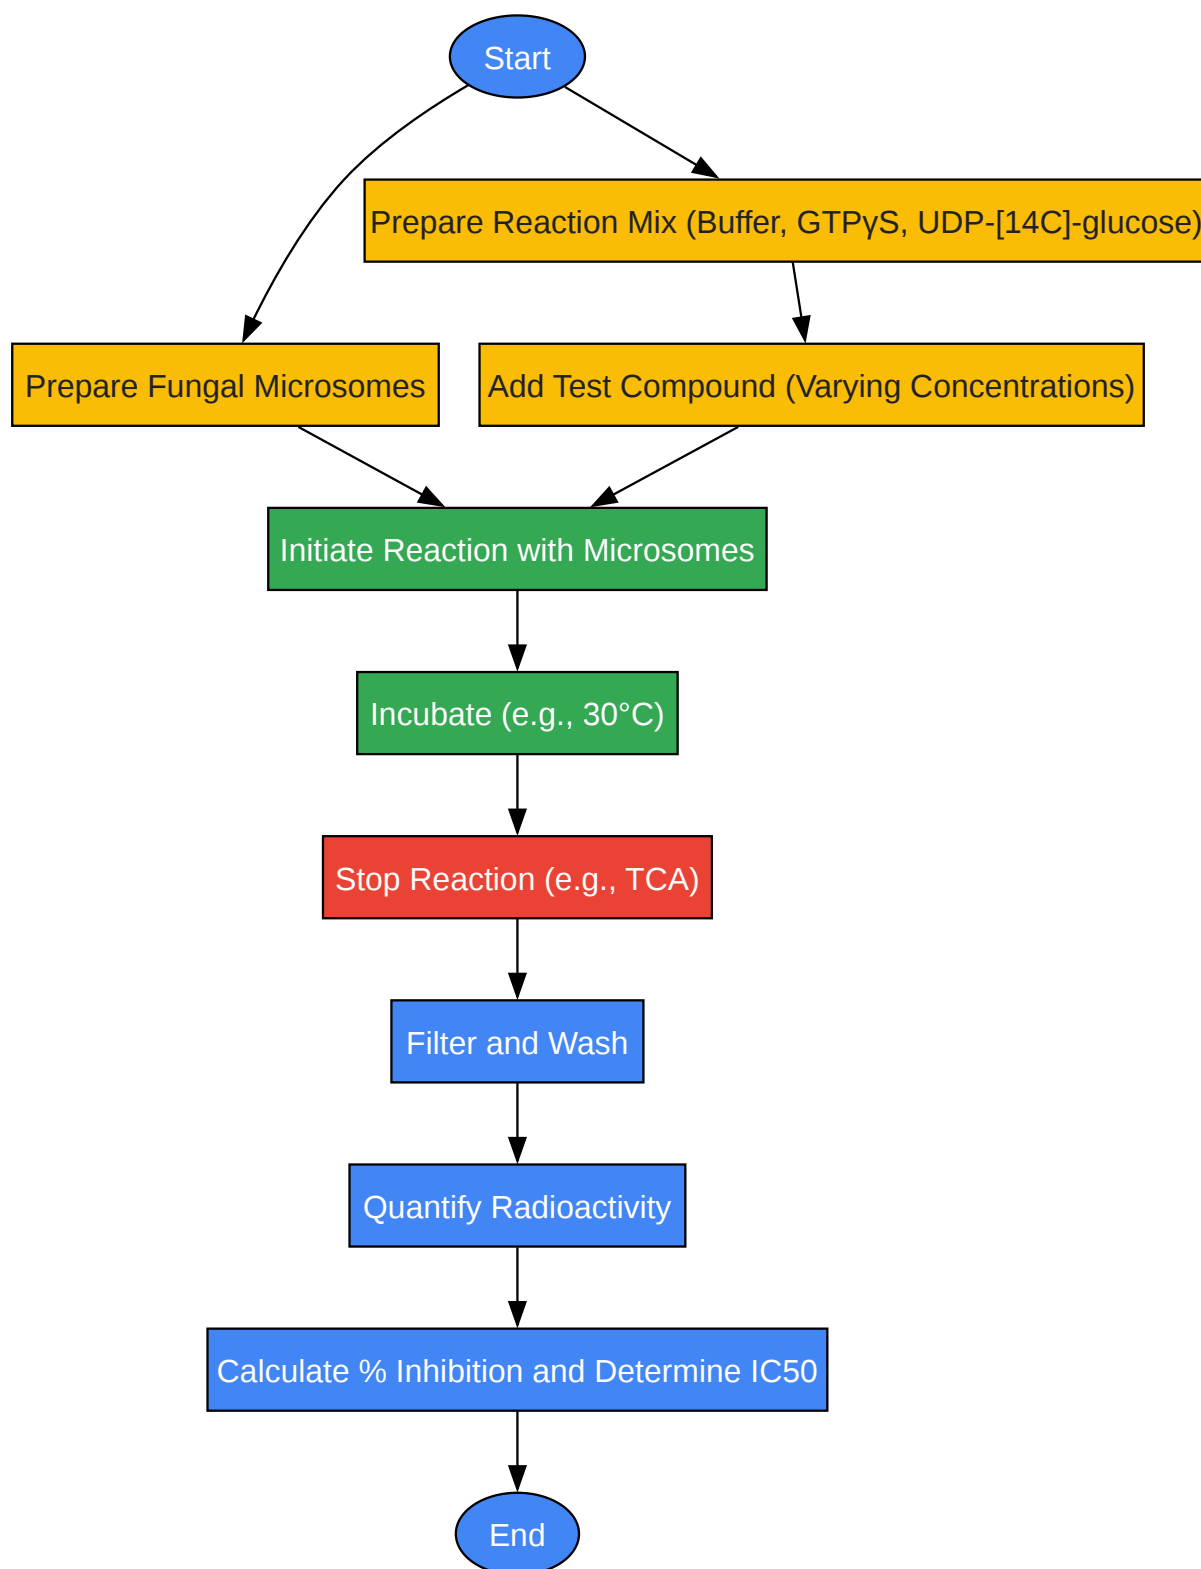 Start
Prepare Reaction Mix (Buffer, GTPγS, UDP-[14C]-glucose)
Prepare Fungal Microsomes
Add Test Compound (Varying Concentrations)
Initiate Reaction with Microsomes
Incubate (e.g., 30°C)
Stop Reaction (e.g., TCA)
Filter and Wash
Quantify Radioactivity
Calculate % Inhibition and Determine IC50
End